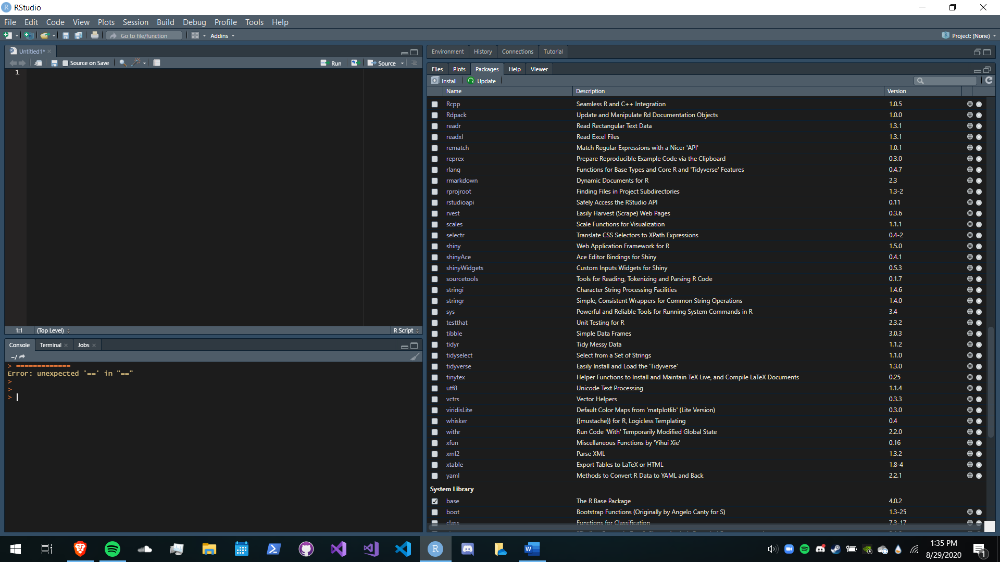 RStudio
File Edit Code View Plots Session Build Debug Profile Tools Help
Go to file/function Addins Project: (None)
Untitled1*
Source on Save Run Source
1
1:1 (Top Level) R Script
Console Terminal Jobs
~/
> =============
Error: unexpected '==' in "=="
>
>
>
Environment History Connections Tutorial
Files Plots Packages Help Viewer
Install Update
Name Description Version
Rcpp Seamless R and C++ Integration 1.0.5
Rdpack Update and Manipulate Rd Documentation Objects 1.0.0
readr Read Rectangular Text Data 1.3.1
readxl Read Excel Files 1.3.1
rematch Match Regular Expressions with a Nicer 'API' 1.0.1
reprex Prepare Reproducible Example Code via the Clipboard 0.3.0
rlang Functions for Base Types and Core R and 'Tidyverse' Features 0.4.7
rmarkdown Dynamic Documents for R 2.3
rprojroot Finding Files in Project Subdirectories 1.3-2
rstudioapi Safely Access the RStudio API 0.11
rvest Easily Harvest (Scrape) Web Pages 0.3.6
scales Scale Functions for Visualization 1.1.1
selectr Translate CSS Selectors to XPath Expressions 0.4-2
shiny Web Application Framework for R 1.5.0
shinyAce Ace Editor Bindings for Shiny 0.4.1
shinyWidgets Custom Inputs Widgets for Shiny 0.5.3
sourcetools Tools for Reading, Tokenizing and Parsing R Code 0.1.7
stringi Character String Processing Facilities 1.4.6
stringr Simple, Consistent Wrappers for Common String Operations 1.4.0
sys Powerful and Reliable Tools for Running System Commands in R 3.4
testthat Unit Testing for R 2.3.2
tibble Simple Data Frames 3.0.3
tidyr Tidy Messy Data 1.1.2
tidyselect Select from a Set of Strings 1.1.0
tidyverse Easily Install and Load the 'Tidyverse' 1.3.0
tinytex Helper Functions to Install and Maintain TeX Live, and Compile LaTeX Documents 0.25
utf8 Unicode Text Processing 1.1.4
vctrs Vector Helpers 0.3.3
viridisLite Default Color Maps from 'matplotlib' (Lite Version) 0.3.0
whisker {{mustache}} for R, Logicless Templating 0.4
withr Run Code 'With' Temporarily Modified Global State 2.2.0
xfun Miscellaneous Functions by 'Yihui Xie' 0.16
xml2 Parse XML 1.3.2
xtable Export Tables to LaTeX or HTML 1.8-4
yaml Methods to Convert R Data to YAML and Back 2.2.1
System Library
base The R Base Package 4.0.2
boot Bootstrap Functions (Originally by Angelo Canty for S) 1.3-25
class Functions for Classification 7.3-17
1:35 PM
8/29/2020
1